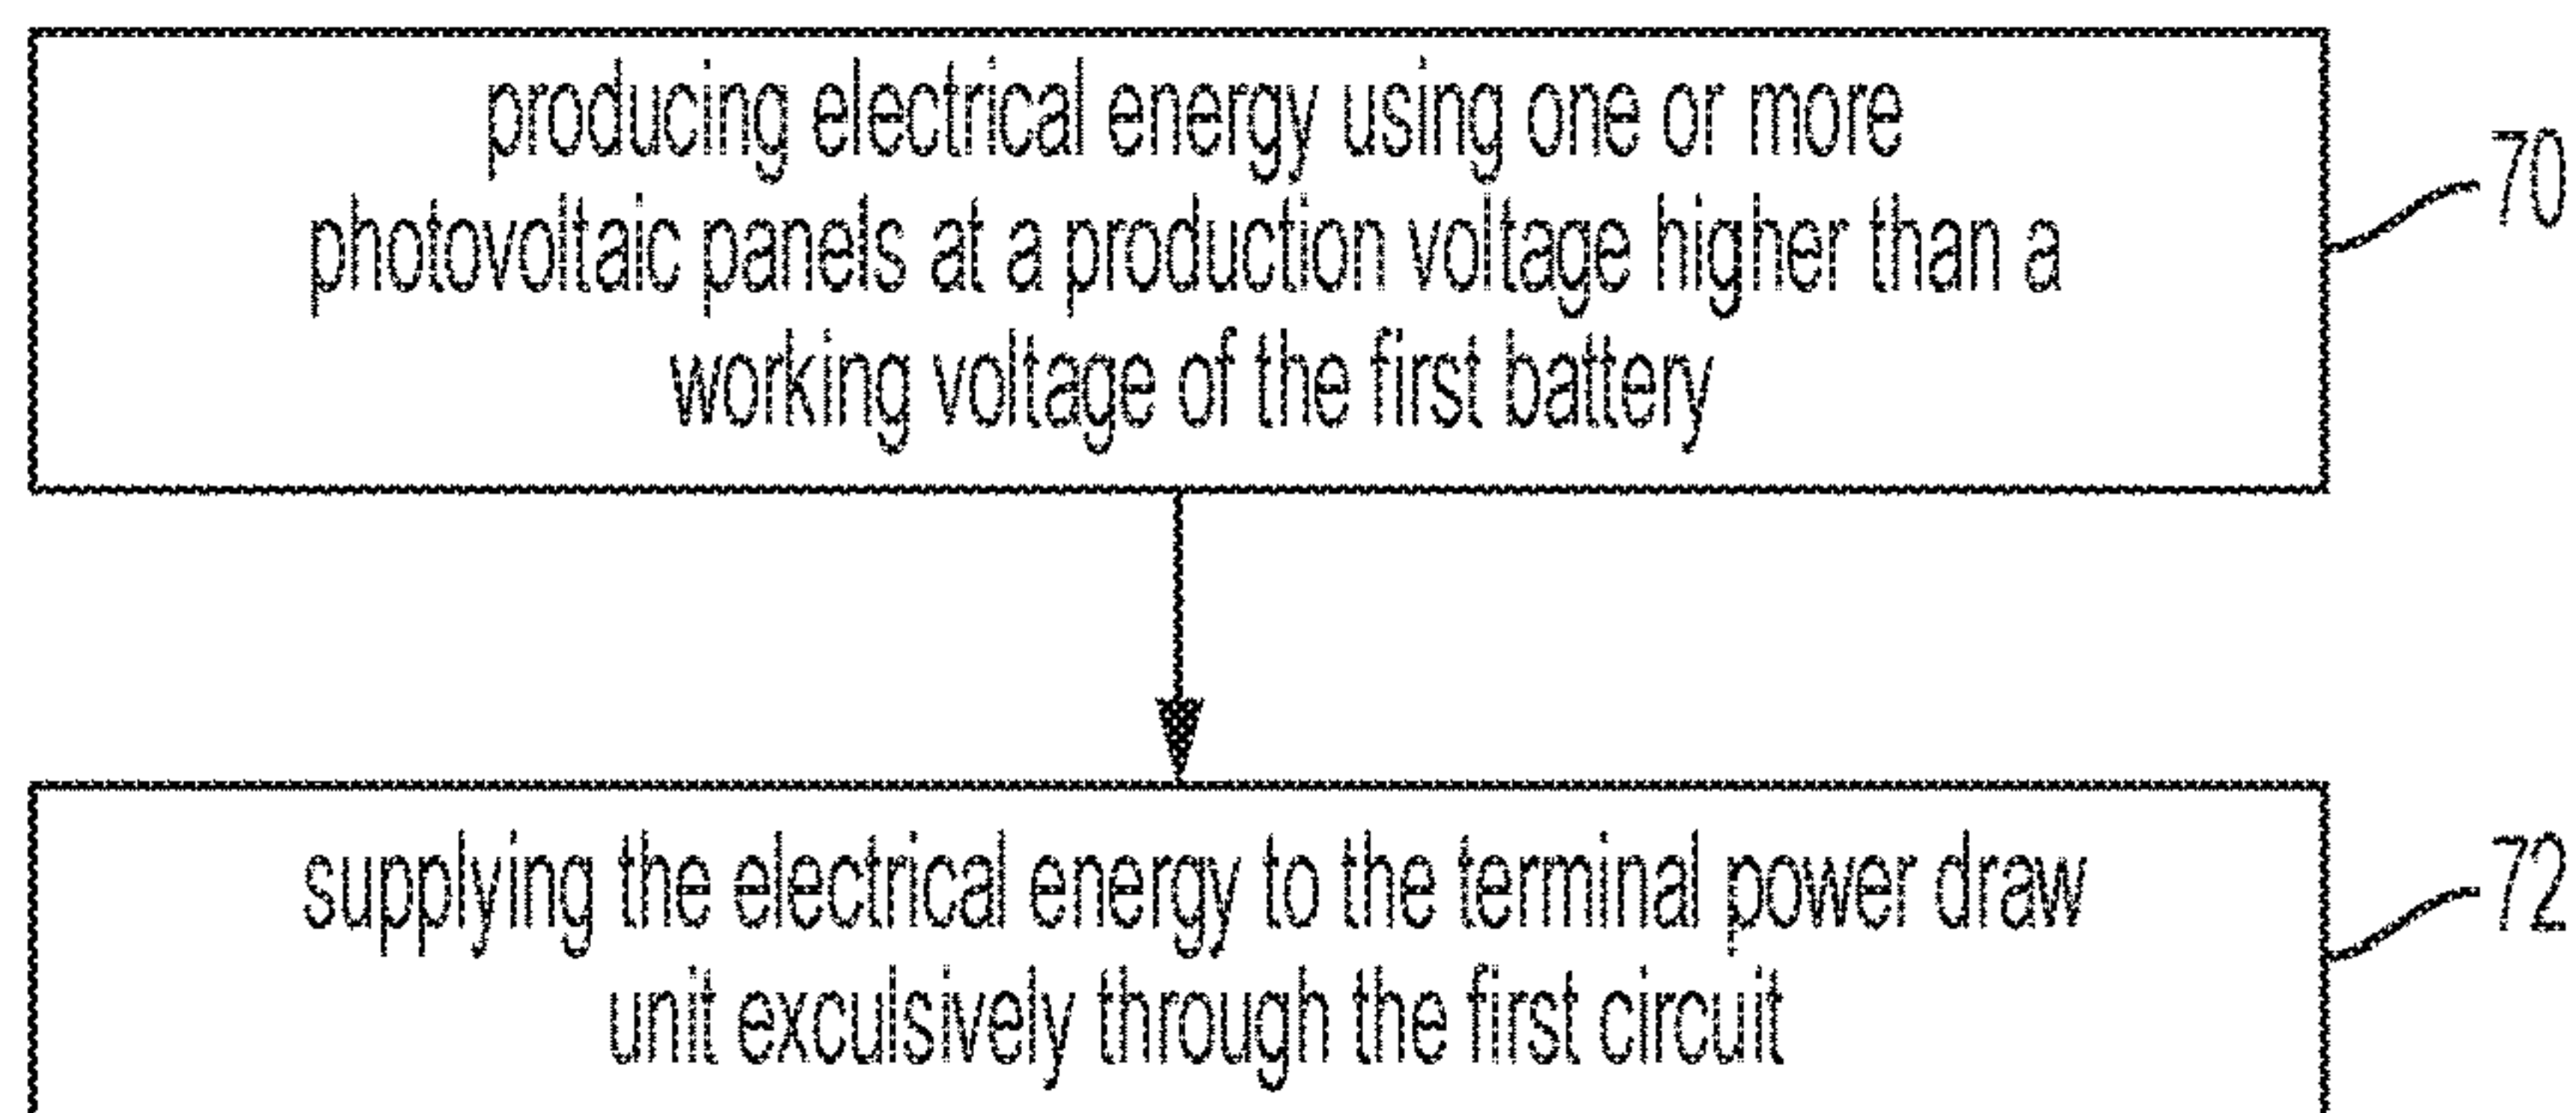 producing electrical energy using one or more
photovoltaic panels at a production voltage higher than a
working voltage of the first battery
70
supplying the electrical energy to the terminal power draw
unit exculsively through the first circuit
72